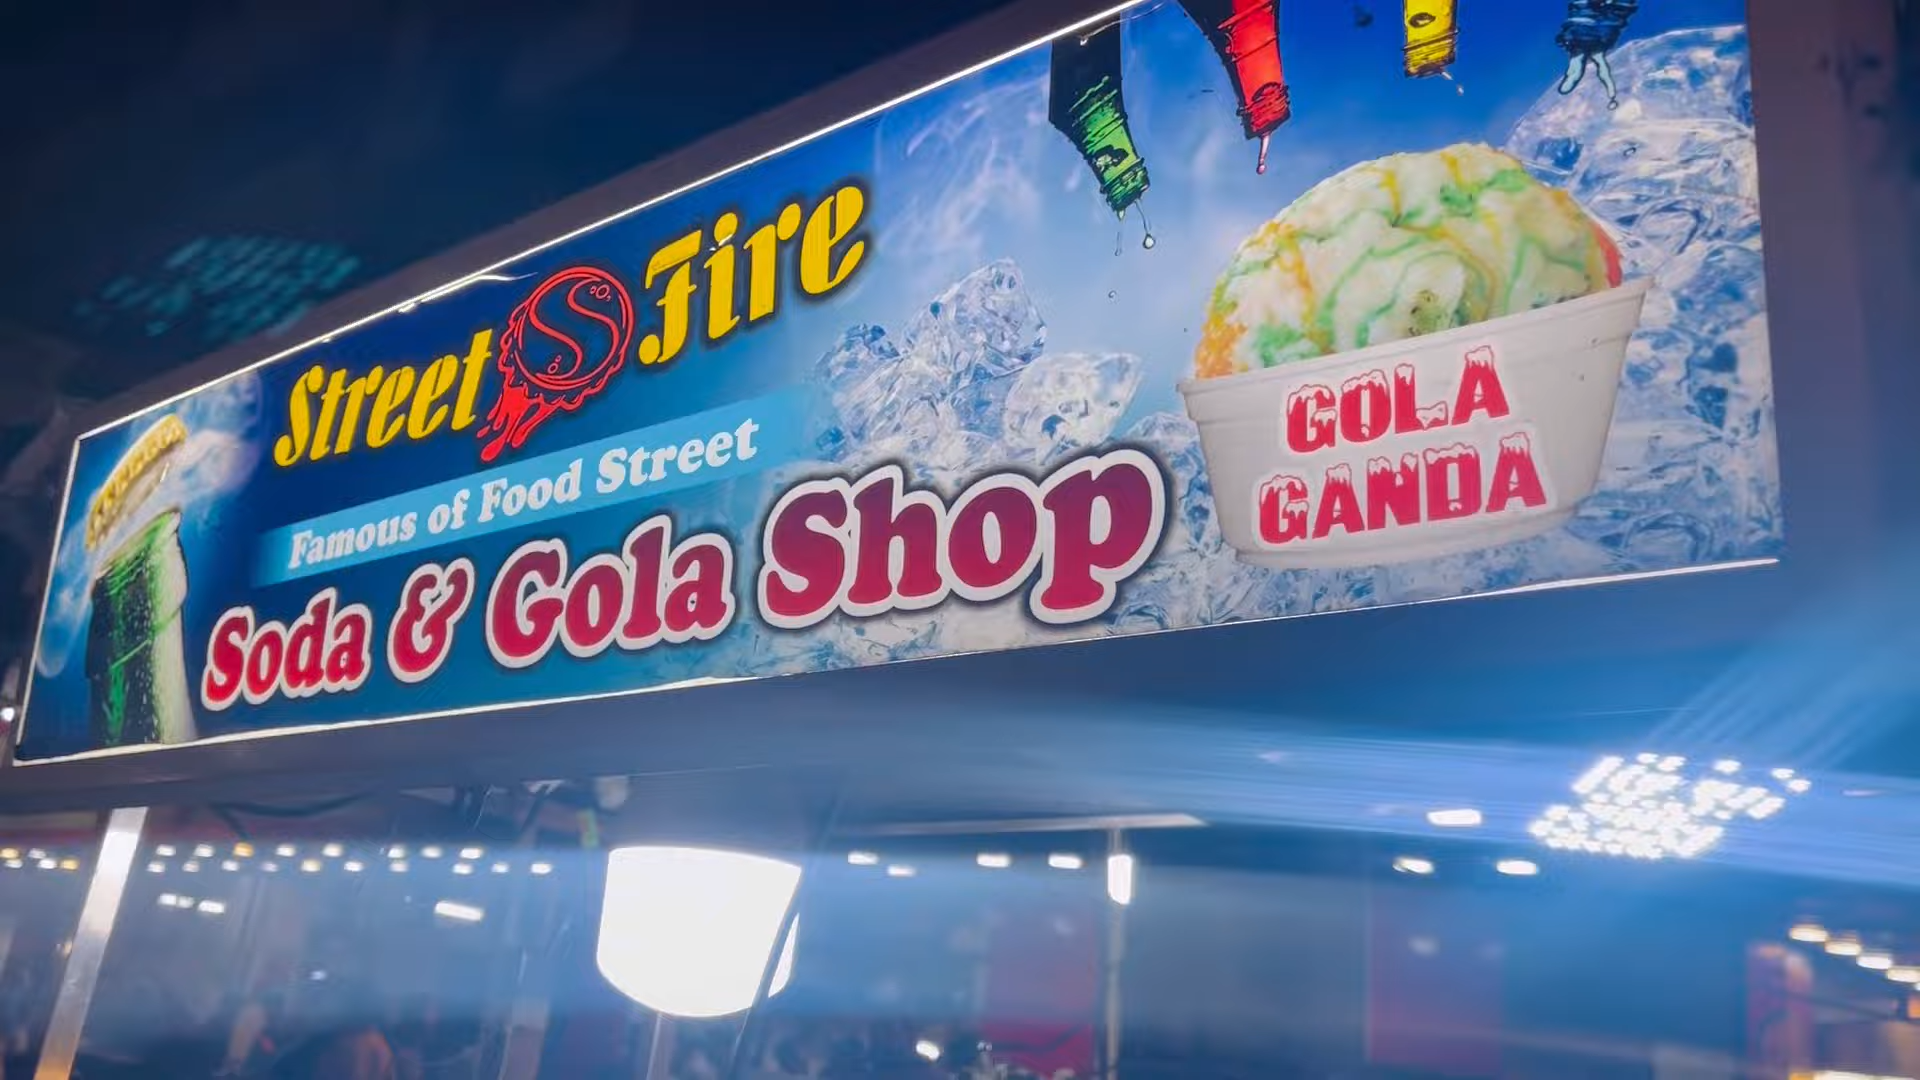 Street S Fire
Famous of Food Street
Soda & Gola Shop
GOLA
GANDA